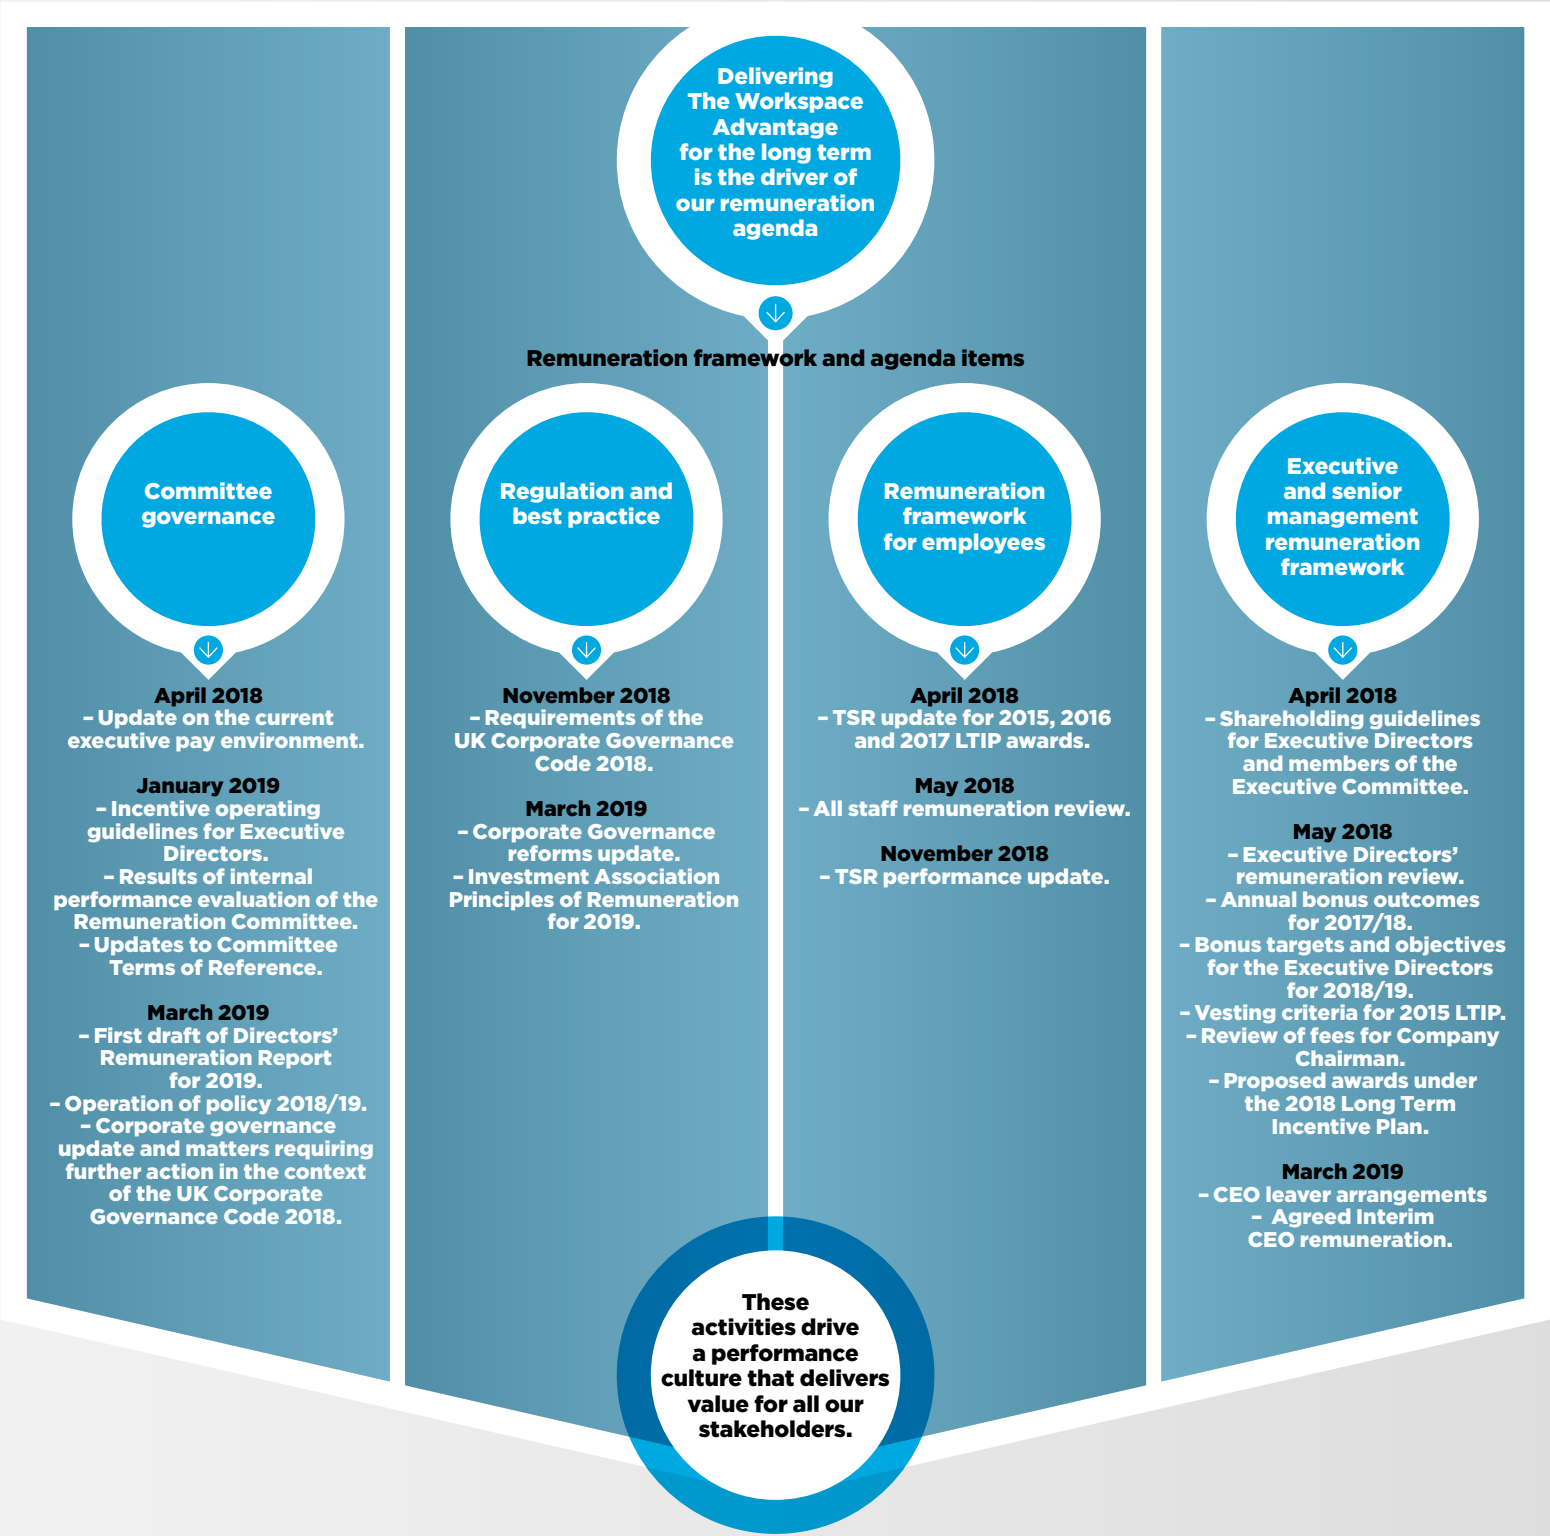 Delivering
The Workspace
Advantage
for the long term
is the driver of
our remuneration
agenda
Remuneration framework and agenda items
Committee
governance
April 2018
– Update on the current
executive pay environment.
January 2019
– Incentive operating
guidelines for Executive
Directors.
– Results of internal
performance evaluation of the
Remuneration Committee.
– Updates to Committee
Terms of Reference.
March 2019
– First draft of Directors’
Remuneration Report
for 2019.
– Operation of policy 2018/19.
– Corporate governance
update and matters requiring
further action in the context
of the UK Corporate
Governance Code 2018.
Regulation and
best practice
November 2018
– Requirements of the
UK Corporate Governance
Code 2018.
March 2019
– Corporate Governance
reforms update.
– Investment Association
Principles of Remuneration
for 2019.
Remuneration
framework
for employees
April 2018
– TSR update for 2015, 2016
and 2017 LTIP awards.
May 2018
– All staff remuneration review.
November 2018
– TSR performance update.
Executive
and senior
management
remuneration
framework
April 2018
– Shareholding guidelines
for Executive Directors
and members of the
Executive Committee.
May 2018
– Executive Directors’
remuneration review.
– Annual bonus outcomes
for 2017/18.
– Bonus targets and objectives
for the Executive Directors
for 2018/19.
– Vesting criteria for 2015 LTIP.
– Review of fees for Company
Chairman.
– Proposed awards under
the 2018 Long Term
Incentive Plan.
March 2019
– CEO leaver arrangements
– Agreed Interim
CEO remuneration.
These
activities drive
a performance
culture that delivers
value for all our
stakeholders.